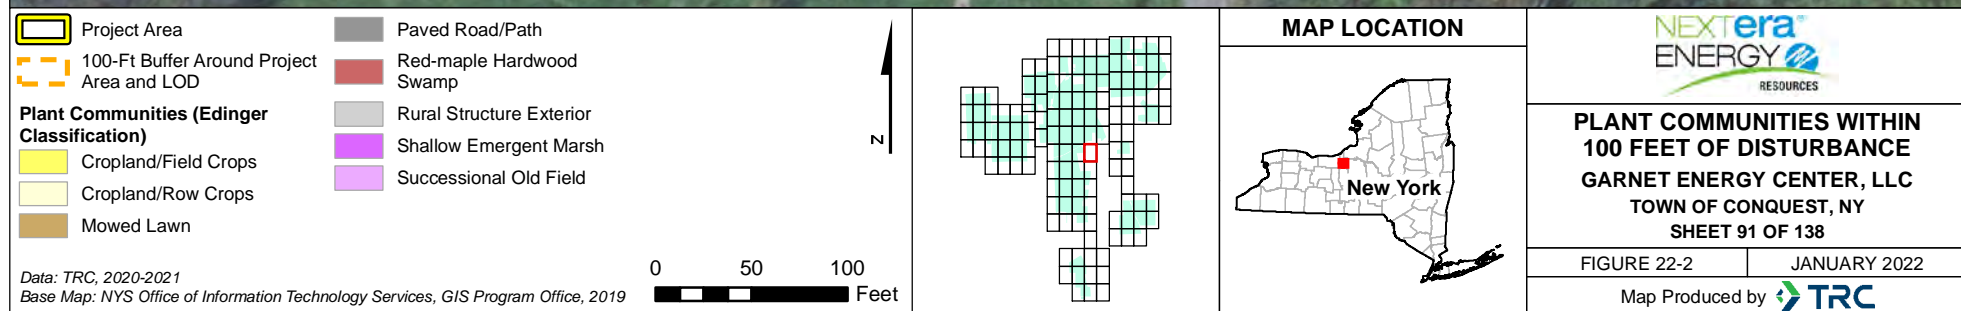 Project Area
100-Ft Buffer Around Project
Area and LOD
Plant Communities (Edinger
Classification)
Cropland/Field Crops
Cropland/Row Crops
Mowed Lawn
Paved Road/Path
Red-maple Hardwood
Swamp
Rural Structure Exterior
Shallow Emergent Marsh
Successional Old Field
N
0 50 100
Feet
Data: TRC, 2020-2021
Base Map: NYS Office of Information Technology Services, GIS Program Office, 2019
MAP LOCATION
New York
NEXTera
ENERGY
RESOURCES
PLANT COMMUNITIES WITHIN
100 FEET OF DISTURBANCE
GARNET ENERGY CENTER, LLC
TOWN OF CONQUEST, NY
SHEET 91 OF 138
FIGURE 22-2
JANUARY 2022
Map Produced by TRC